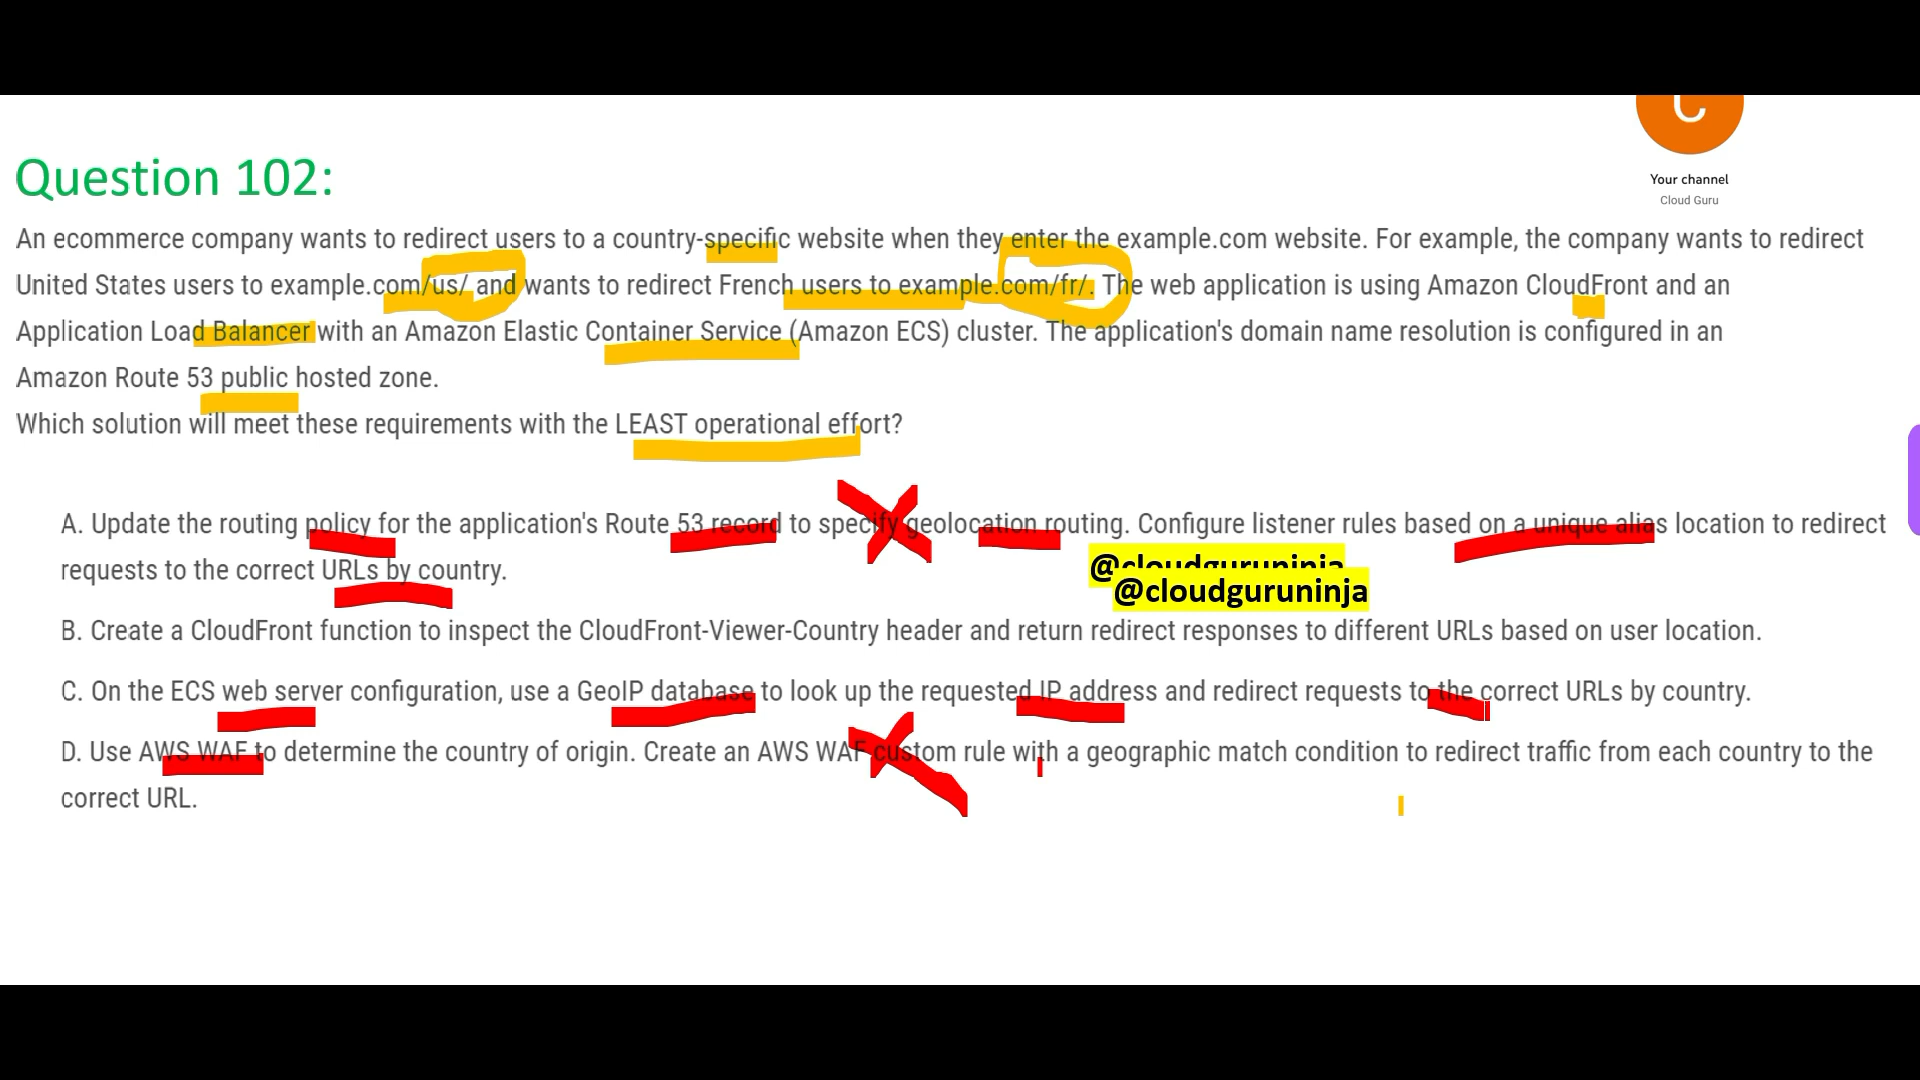 C
Your channel
Cloud Guru
Question 102:
An ecommerce company wants to redirect users to a country-specific website when they enter the example.com website. For example, the company wants to redirect
United States users to example.com/us/ and wants to redirect French users to example.com/fr/. The web application is using Amazon CloudFront and an
Application Load Balancer with an Amazon Elastic Container Service (Amazon ECS) cluster. The application's domain name resolution is configured in an
Amazon Route 53 public hosted zone.
Which solution will meet these requirements with the LEAST operational effort?
A. Update the routing policy for the application's Route 53 record to specify geolocation routing. Configure listener rules based on a unique alias location to redirect
requests to the correct URLs by country.
@cloudguruninja
@cloudguruninja
B. Create a CloudFront function to inspect the CloudFront-Viewer-Country header and return redirect responses to different URLs based on user location.
C. On the ECS web server configuration, use a GeoIP database to look up the requested IP address and redirect requests to the correct URLs by country.
D. Use AWS WAF to determine the country of origin. Create an AWS WAF custom rule with a geographic match condition to redirect traffic from each country to the
correct URL.